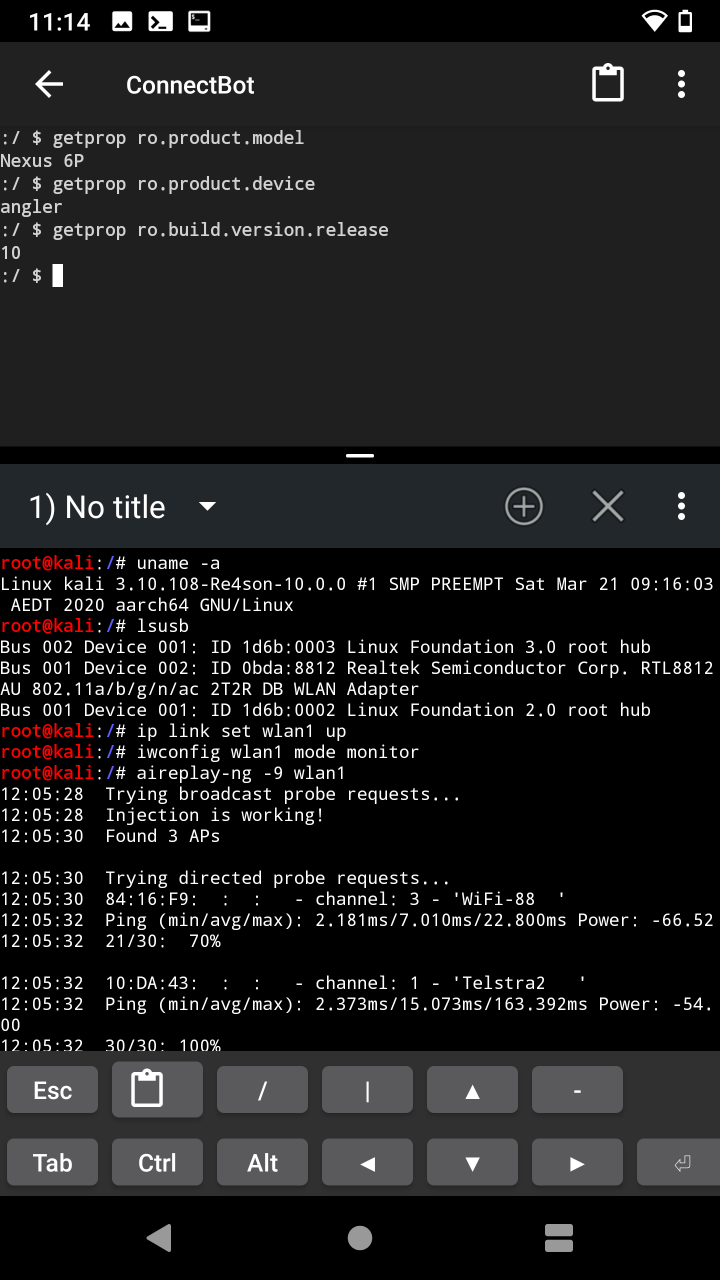 11:14
ConnectBot
:/ $ getprop ro.product.model
Nexus 6P
:/ $ getprop ro.product.device
angler
:/ $ getprop ro.build.version.release
10
:/ $
1) No title
root@kali:/# uname -a
Linux kali 3.10.108-Re4son-10.0.0 #1 SMP PREEMPT Sat Mar 21 09:16:03
 AEDT 2020 aarch64 GNU/Linux
root@kali:/# lsusb
Bus 002 Device 001: ID 1d6b:0003 Linux Foundation 3.0 root hub
Bus 001 Device 002: ID 0bda:8812 Realtek Semiconductor Corp. RTL8812
AU 802.11a/b/g/n/ac 2T2R DB WLAN Adapter
Bus 001 Device 001: ID 1d6b:0002 Linux Foundation 2.0 root hub
root@kali:/# ip link set wlan1 up
root@kali:/# iwconfig wlan1 mode monitor
root@kali:/# aireplay-ng -9 wlan1
12:05:28  Trying broadcast probe requests...
12:05:28  Injection is working!
12:05:30  Found 3 APs
12:05:30  Trying directed probe requests...
12:05:30  84:16:F9:  :  :   - channel: 3 - 'WiFi-88  '
12:05:32  Ping (min/avg/max): 2.181ms/7.010ms/22.800ms Power: -66.52
12:05:32  21/30:  70%
12:05:32  10:DA:43:  :  :   - channel: 1 - 'Telstra2   '
12:05:32  Ping (min/avg/max): 2.373ms/15.073ms/163.392ms Power: -54.
00
12:05:32  30/30: 100%
Esc / | ▲ -
Tab Ctrl Alt ◀ ▼ ▶ ⏎